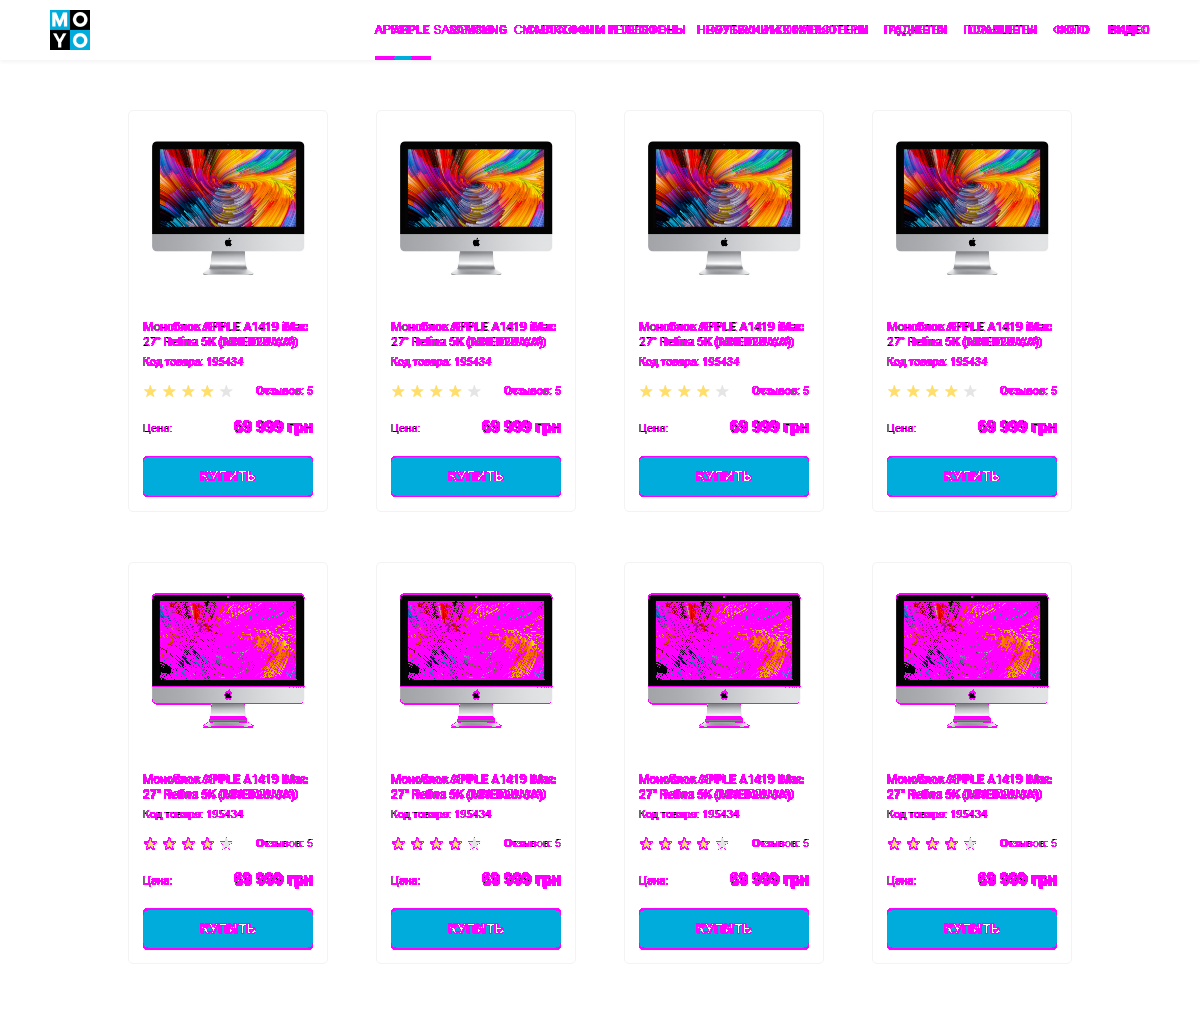 MO
YO
APPLE SAMSUNG СМАРТФОНЫ И ТЕЛЕФОНЫ НОУТБУКИ И КОМПЬЮТЕРЫ ГАДЖЕТЫ ПЛАНШЕТЫ ФОТО ВИДЕО
Моноблок APPLE A1419 iMac
27" Retina 5K (MNED2UA/A)
Код товара: 195434
Отзывов: 5
Цена: 69 999 грн
КУПИТЬ
Моноблок APPLE A1419 iMac
27" Retina 5K (MNED2UA/A)
Код товара: 195434
Отзывов: 5
Цена: 69 999 грн
КУПИТЬ
Моноблок APPLE A1419 iMac
27" Retina 5K (MNED2UA/A)
Код товара: 195434
Отзывов: 5
Цена: 69 999 грн
КУПИТЬ
Моноблок APPLE A1419 iMac
27" Retina 5K (MNED2UA/A)
Код товара: 195434
Отзывов: 5
Цена: 69 999 грн
КУПИТЬ
Моноблок APPLE A1419 iMac
27" Retina 5K (MNED2UA/A)
Код товара: 195434
Отзывов: 5
Цена: 69 999 грн
КУПИТЬ
Моноблок APPLE A1419 iMac
27" Retina 5K (MNED2UA/A)
Код товара: 195434
Отзывов: 5
Цена: 69 999 грн
КУПИТЬ
Моноблок APPLE A1419 iMac
27" Retina 5K (MNED2UA/A)
Код товара: 195434
Отзывов: 5
Цена: 69 999 грн
КУПИТЬ
Моноблок APPLE A1419 iMac
27" Retina 5K (MNED2UA/A)
Код товара: 195434
Отзывов: 5
Цена: 69 999 грн
КУПИТЬ